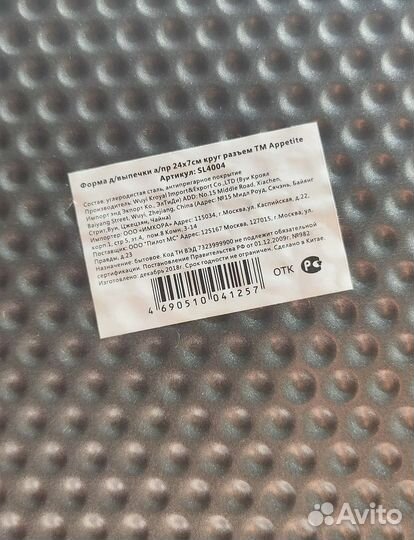 Форма д/выпечки а/пр 24х7см круг разъем ТМ Appetite
Артикул: SL4004
Состав: углеродистая сталь, антипригарное покрытие
Производитель: Wuyi Kroyal Import&Export Co.,LTD (Вуи Кроял
Импорт энд Экспорт Ко., ЭлТиДи) ADD: No.15 Middle Road, Xiachen,
Baiyang Street, Wuyi, Zhejiang, China (Адрес: №15 Мидл Роуд, Сячэнь, Байянг
Стрит, Вуи, Цжецзян, Китай)
Импортер: ООО «ИМКОРА» Адрес: 115034, г.Москва,ул. Каспийская, д.22,
корп.1, стр 5, эт.4, пом 8 комн. 3-14
Поставщик: ООО "Пилот МС" Адрес: 125167 Москва, 127015, г.Москва,ул.
Правды, д.23
Назначение: бытовое. Код ТН ВЭД 7323999900 не подлежит обязательной
сертификации. Постановление Правительства РФ от 01.12.2009г. №982.
Изготовлено: декабрь 2018г. Срок годности не ограничен. Сделано в Китае.
4 690510 041257
ОТК РС
Avito